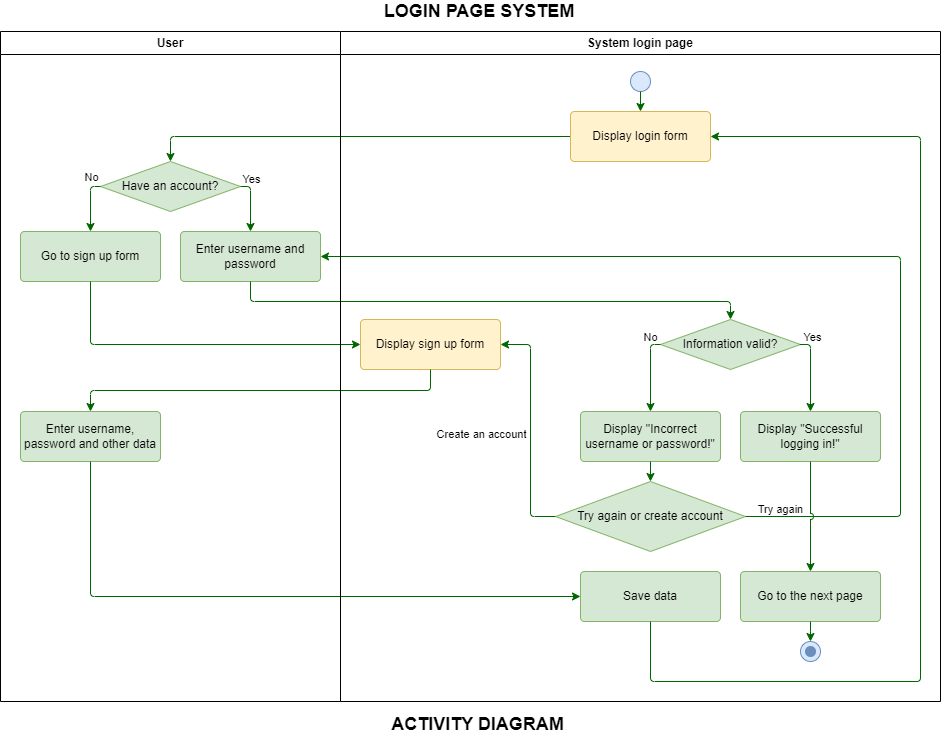 LOGIN PAGE SYSTEM
User
System login page
Display login form
Have an account?
No
Yes
Go to sign up form
Enter username and
password
Display sign up form
Information valid?
No
Yes
Enter username,
password and other data
Create an account
Display "Incorrect
username or password!"
Display "Successful
logging in!"
Try again or create account
Try again
Save data
Go to the next page
ACTIVITY DIAGRAM